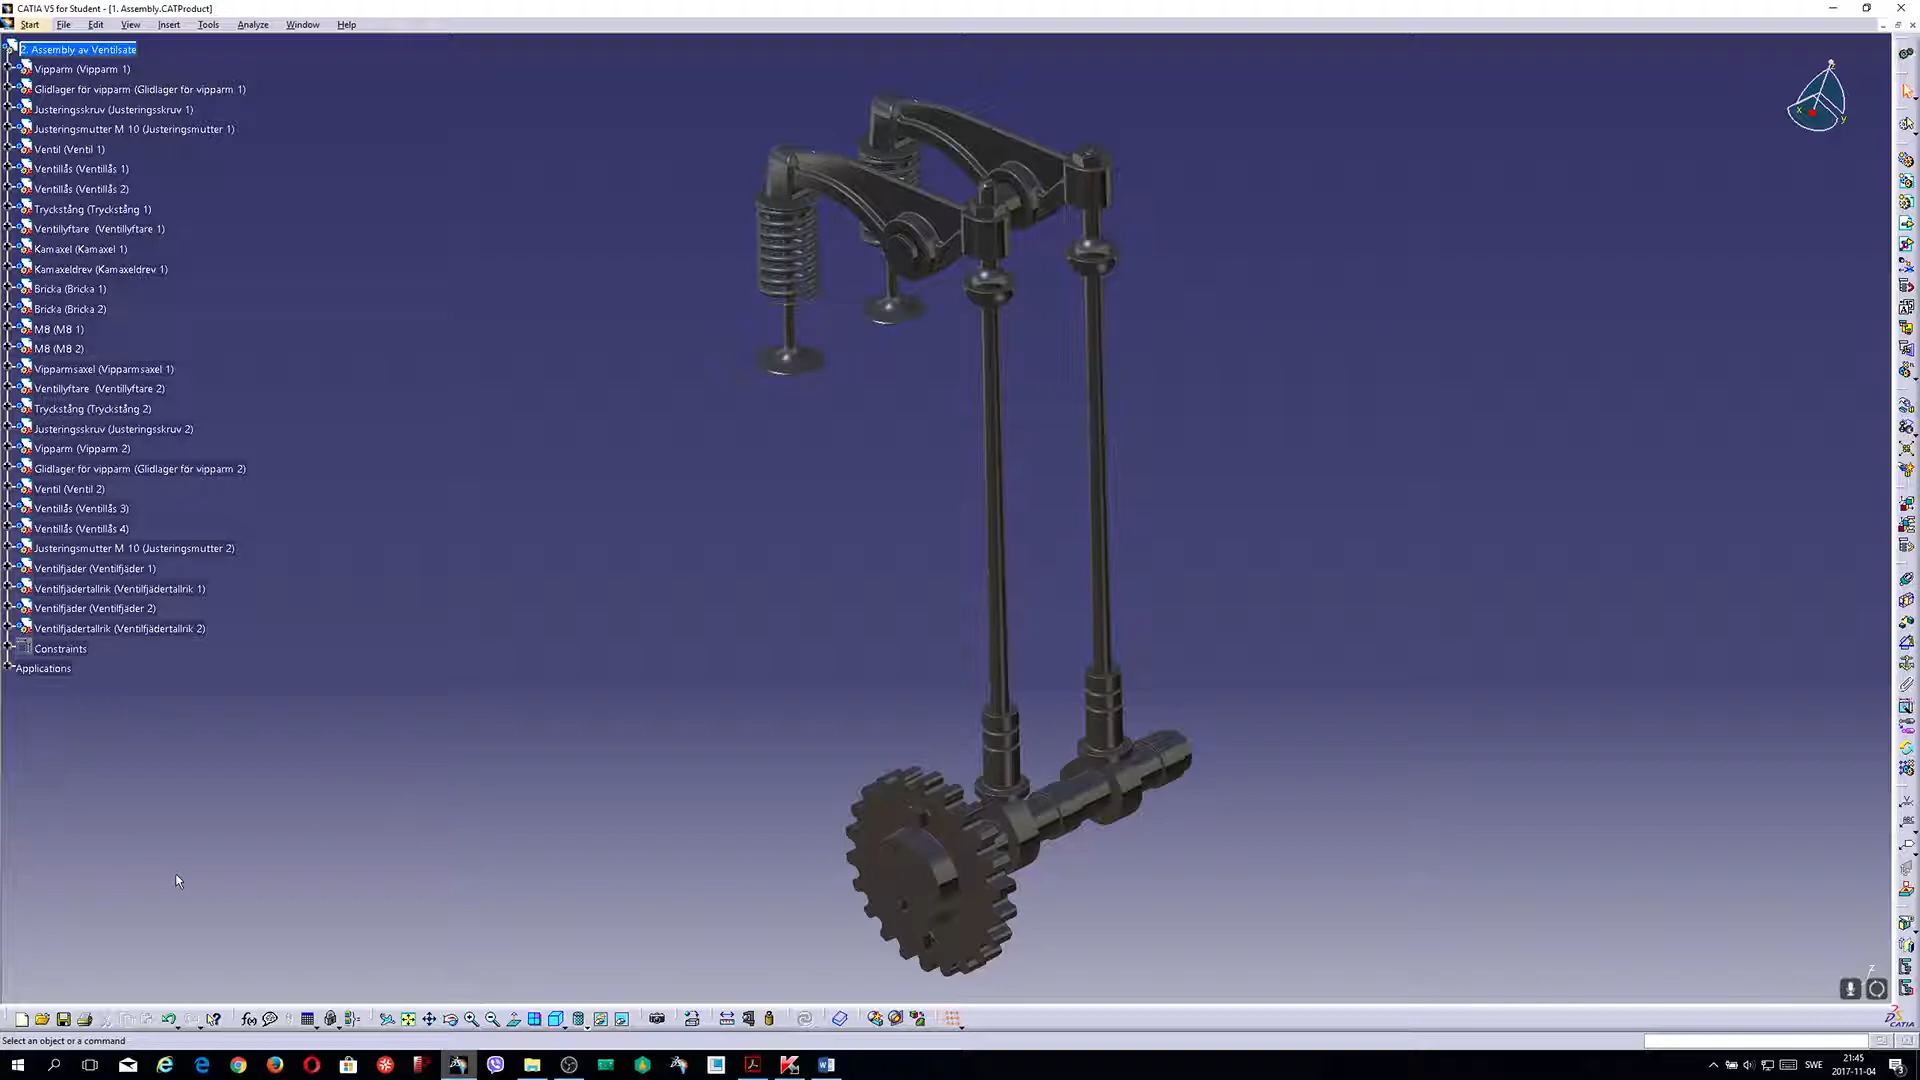 CATIA V5 for Student - [1. Assembly.CATProduct]
Start File Edit View Insert Tools Analyze Window Help
2. Assembly av Ventilsate
Vipparm (Vipparm 1)
Glidlager för vipparm (Glidlager för vipparm 1)
Justeringsskruv (Justeringsskruv 1)
Justeringsmutter M 10 (Justeringsmutter 1)
Ventil (Ventil 1)
Ventillås (Ventillås 1)
Ventillås (Ventillås 2)
Tryckstång (Tryckstång 1)
Ventillyftare (Ventillyftare 1)
Kamaxel (Kamaxel 1)
Kamaxeldrev (Kamaxeldrev 1)
Bricka (Bricka 1)
Bricka (Bricka 2)
M8 (M8 1)
M8 (M8 2)
Vipparmsaxel (Vipparmsaxel 1)
Ventillyftare (Ventillyftare 2)
Tryckstång (Tryckstång 2)
Justeringsskruv (Justeringsskruv 2)
Vipparm (Vipparm 2)
Glidlager för vipparm (Glidlager för vipparm 2)
Ventil (Ventil 2)
Ventillås (Ventillås 3)
Ventillås (Ventillås 4)
Justeringsmutter M 10 (Justeringsmutter 2)
Ventilfjäder (Ventilfjäder 1)
Ventilfjädertallrik (Ventilfjädertallrik 1)
Ventilfjäder (Ventilfjäder 2)
Ventilfjädertallrik (Ventilfjädertallrik 2)
Constraints
Applications
z
x
y
z
f(x)
CATIA
Select an object or a command
SWE
21:45
2017-11-04